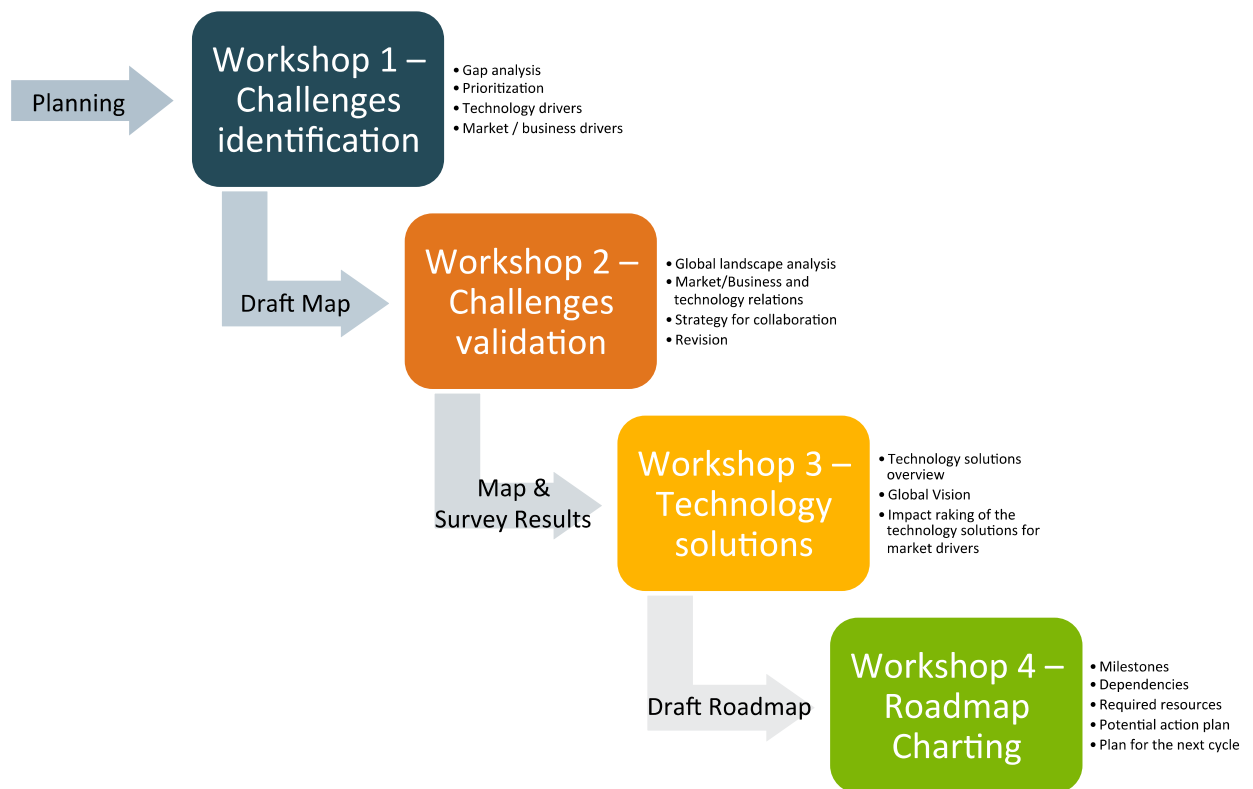 Planning
Workshop 1 –
Challenges
identification
• Gap analysis
• Prioritization
• Technology drivers
• Market / business drivers
Draft Map
Workshop 2 –
Challenges
validation
• Global landscape analysis
• Market/Business and
technology relations
• Strategy for collaboration
• Revision
Map &
Survey Results
Workshop 3 –
Technology
solutions
• Technology solutions
overview
• Global Vision
• Impact raking of the
technology solutions for
market drivers
Draft Roadmap
Workshop 4 –
Roadmap
Charting
• Milestones
• Dependencies
• Required resources
• Potential action plan
• Plan for the next cycle